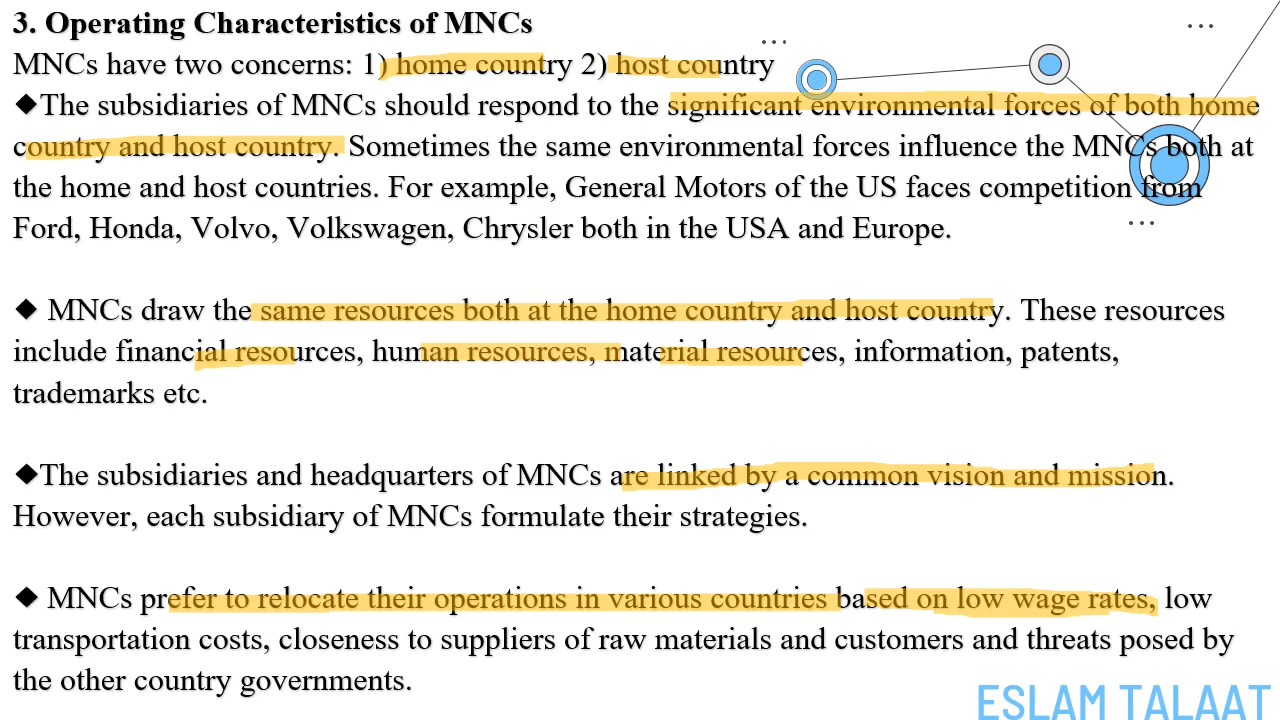 3. Operating Characteristics of MNCs
MNCs have two concerns: 1) home country 2) host country
◆The subsidiaries of MNCs should respond to the significant environmental forces of both home
country and host country. Sometimes the same environmental forces influence the MNCs both at
the home and host countries. For example, General Motors of the US faces competition from
Ford, Honda, Volvo, Volkswagen, Chrysler both in the USA and Europe.
◆ MNCs draw the same resources both at the home country and host country. These resources
include financial resources, human resources, material resources, information, patents,
trademarks etc.
◆The subsidiaries and headquarters of MNCs are linked by a common vision and mission.
However, each subsidiary of MNCs formulate their strategies.
◆ MNCs prefer to relocate their operations in various countries based on low wage rates, low
transportation costs, closeness to suppliers of raw materials and customers and threats posed by
the other country governments.
ESLAM TALAAT